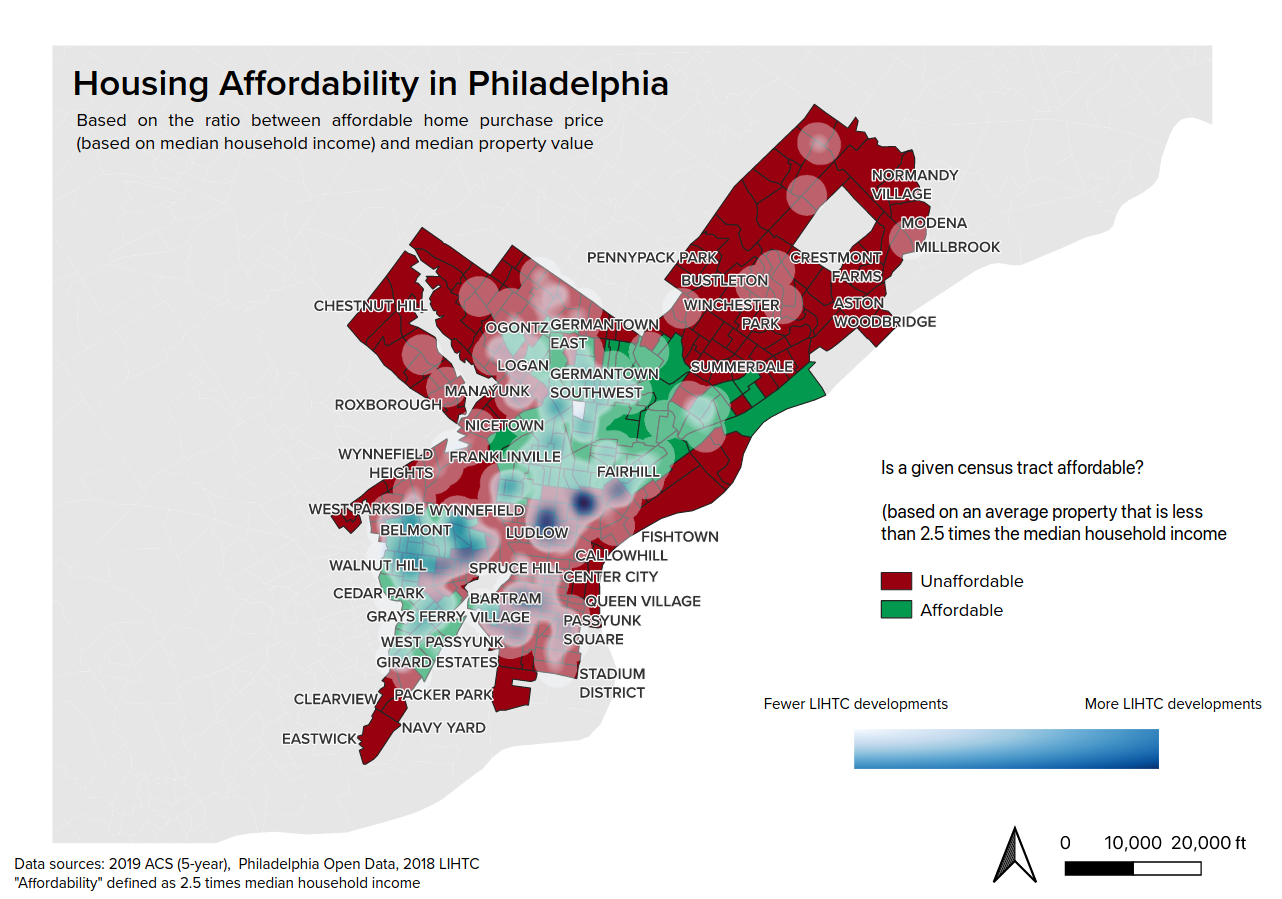 Housing Affordability in Philadelphia
Based on the ratio between affordable home purchase price
(based on median household income) and median property value
NORMANDY
VILLAGE
MODENA
MILLBROOK
PENNYPACK PARK
CRESTMONT
FARMS
BUSTLETON
WINCHESTER
PARK
ASTON
WOODBRIDGE
CHESTNUT HILL
OGONTZ
GERMANTOWN
EAST
LOGAN
GERMANTOWN
SOUTHWEST
SUMMERDALE
MANAYUNK
ROXBOROUGH
NICETOWN
WYNNEFIELD
HEIGHTS
FRANKLINVILLE
FAIRHILL
WEST PARKSIDE
WYNNEFIELD
BELMONT
LUDLOW
FISHTOWN
CALLOWHILL
WALNUT HILL
SPRUCE HILL
CENTER CITY
CEDAR PARK
BARTRAM
VILLAGE
QUEEN VILLAGE
GRAYS FERRY
PASSYUNK
SQUARE
WEST PASSYUNK
GIRARD ESTATES
STADIUM
DISTRICT
CLEARVIEW
PACKER PARK
NAVY YARD
EASTWICK
Is a given census tract affordable?
(based on an average property that is less
than 2.5 times the median household income
Unaffordable
Affordable
Fewer LIHTC developments
More LIHTC developments
0 10,000 20,000 ft
Data sources: 2019 ACS (5-year), Philadelphia Open Data, 2018 LIHTC
"Affordability" defined as 2.5 times median household income